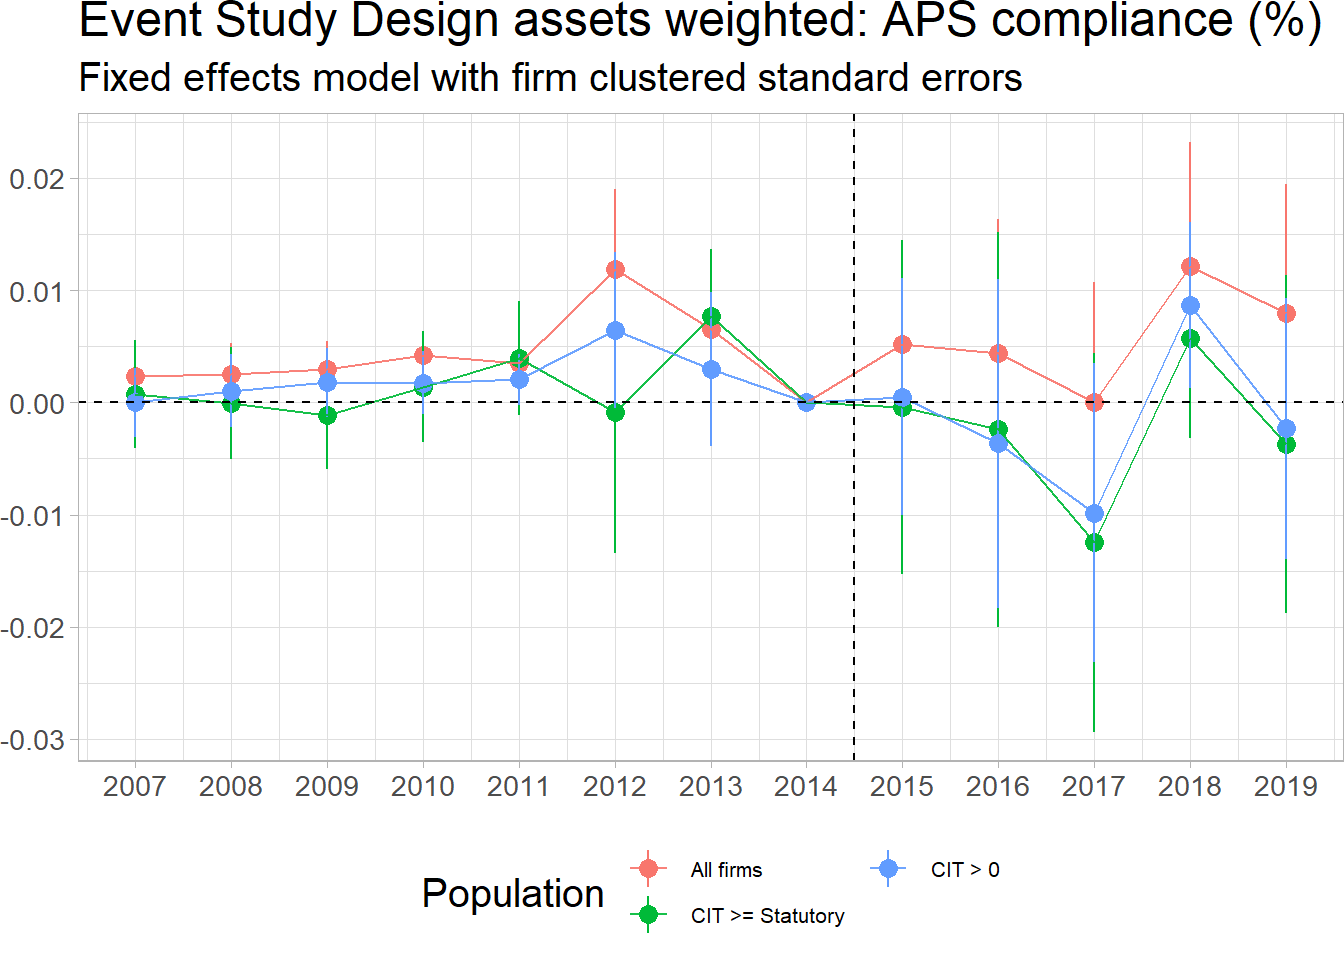 Event Study Design assets weighted: APS compliance (%)
Fixed effects model with firm clustered standard errors
0.02
0.01
0.00
-0.01
-0.02
-0.03
2007 2008 2009 2010 2011 2012 2013 2014 2015 2016 2017 2018 2019
Population
All firms
CIT >= Statutory
CIT > 0